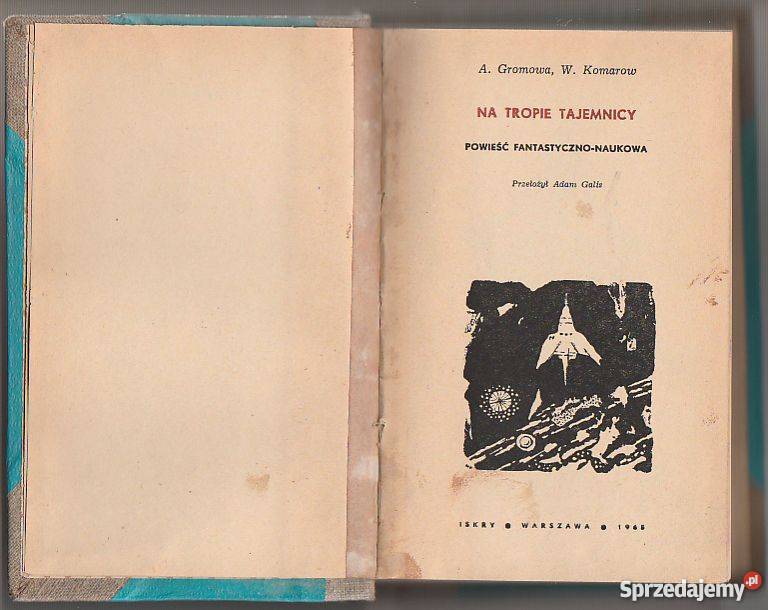 A. Gromowa, W. Komarow
NA TROPIE TAJEMNICY
POWIEŚĆ FANTASTYCZNO-NAUKOWA
Przełożył Adam Galis
ISKRY ● WARSZAWA ● 1965
Sprzedajemy.pl